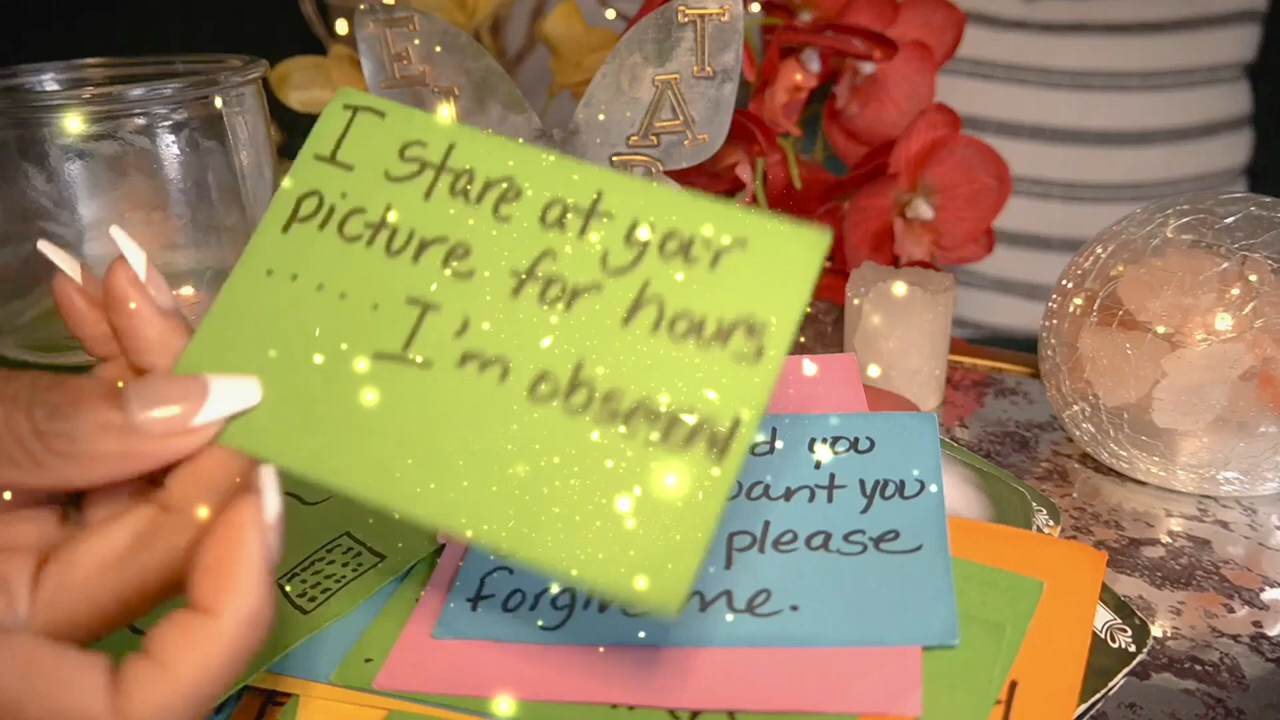 E
T
A
I stare at your
picture for hours
..... I'm obsessed
d you
want you
please
forgive me.